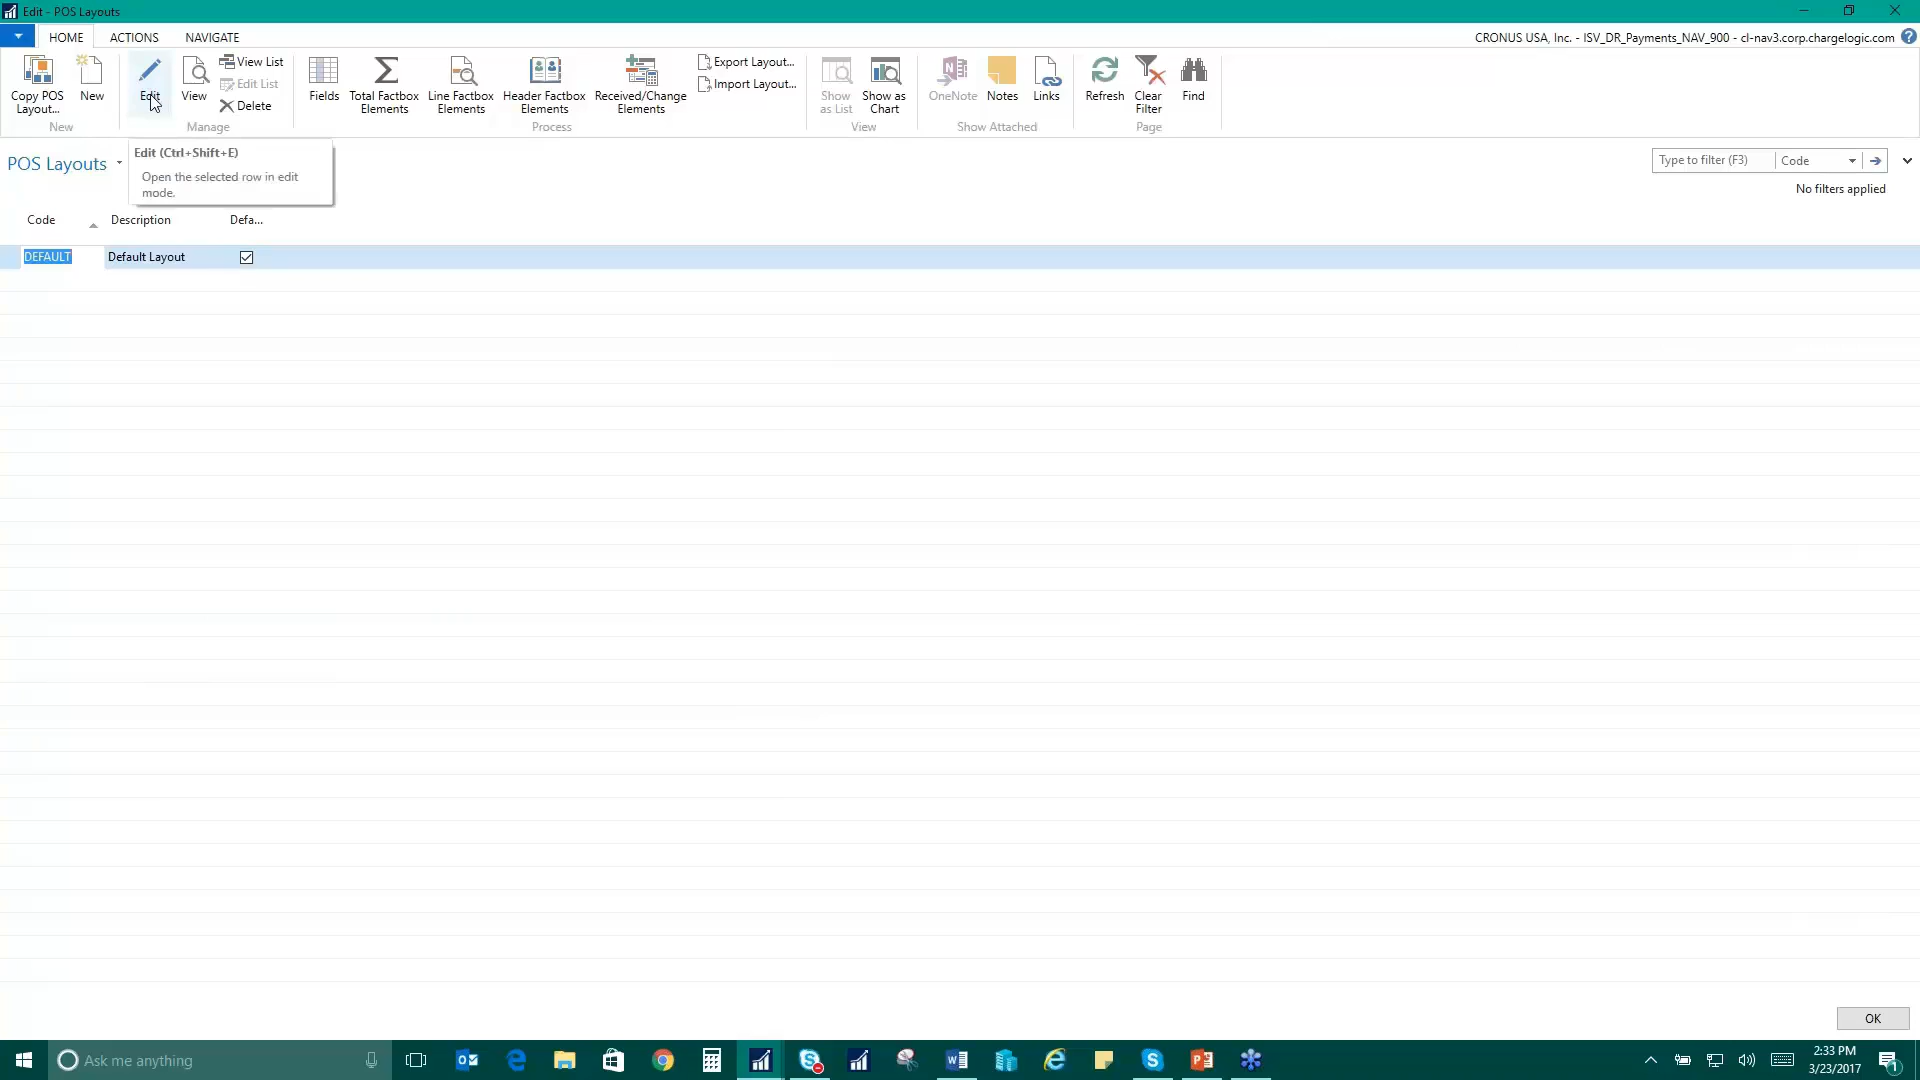 Edit - POS Layouts
HOME ACTIONS NAVIGATE
CRONUS USA, Inc. - ISV_DR_Payments_NAV_900 - cl-nav3.corp.chargelogic.com
Copy POS Layout...
New
Edit
View
View List
Edit List
Delete
Fields
Total Factbox Elements
Line Factbox Elements
Header Factbox Elements
Received/Change Elements
Export Layout...
Import Layout...
Show as List
Show as Chart
OneNote
Notes
Links
Refresh
Clear Filter
Find
New
Manage
Process
View
Show Attached
Page
Edit (Ctrl+Shift+E)
Open the selected row in edit
mode.
POS Layouts
Type to filter (F3) Code
No filters applied
Code Description Defa...
DEFAULT Default Layout
OK
Ask me anything
2:33 PM
3/23/2017
1